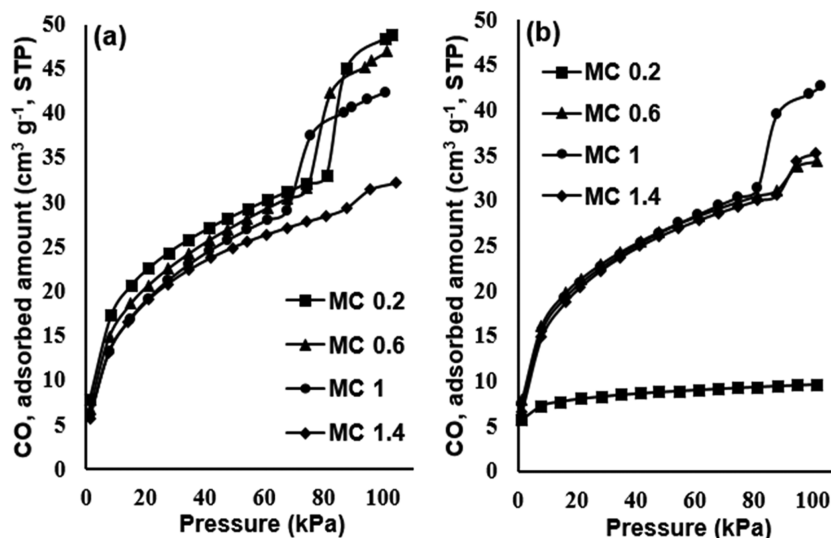 (a)
CO, adsorbed amount (cm³ g⁻¹, STP)
50
45
40
35
30
25
20
15
10
5
0
MC 0.2
MC 0.6
MC 1
MC 1.4
0 20 40 60 80 100
Pressure (kPa)
(b)
CO, adsorbed amount (cm³ g⁻¹, STP)
50
45
40
35
30
25
20
15
10
5
0
MC 0.2
MC 0.6
MC 1
MC 1.4
0 20 40 60 80 100
Pressure (kPa)